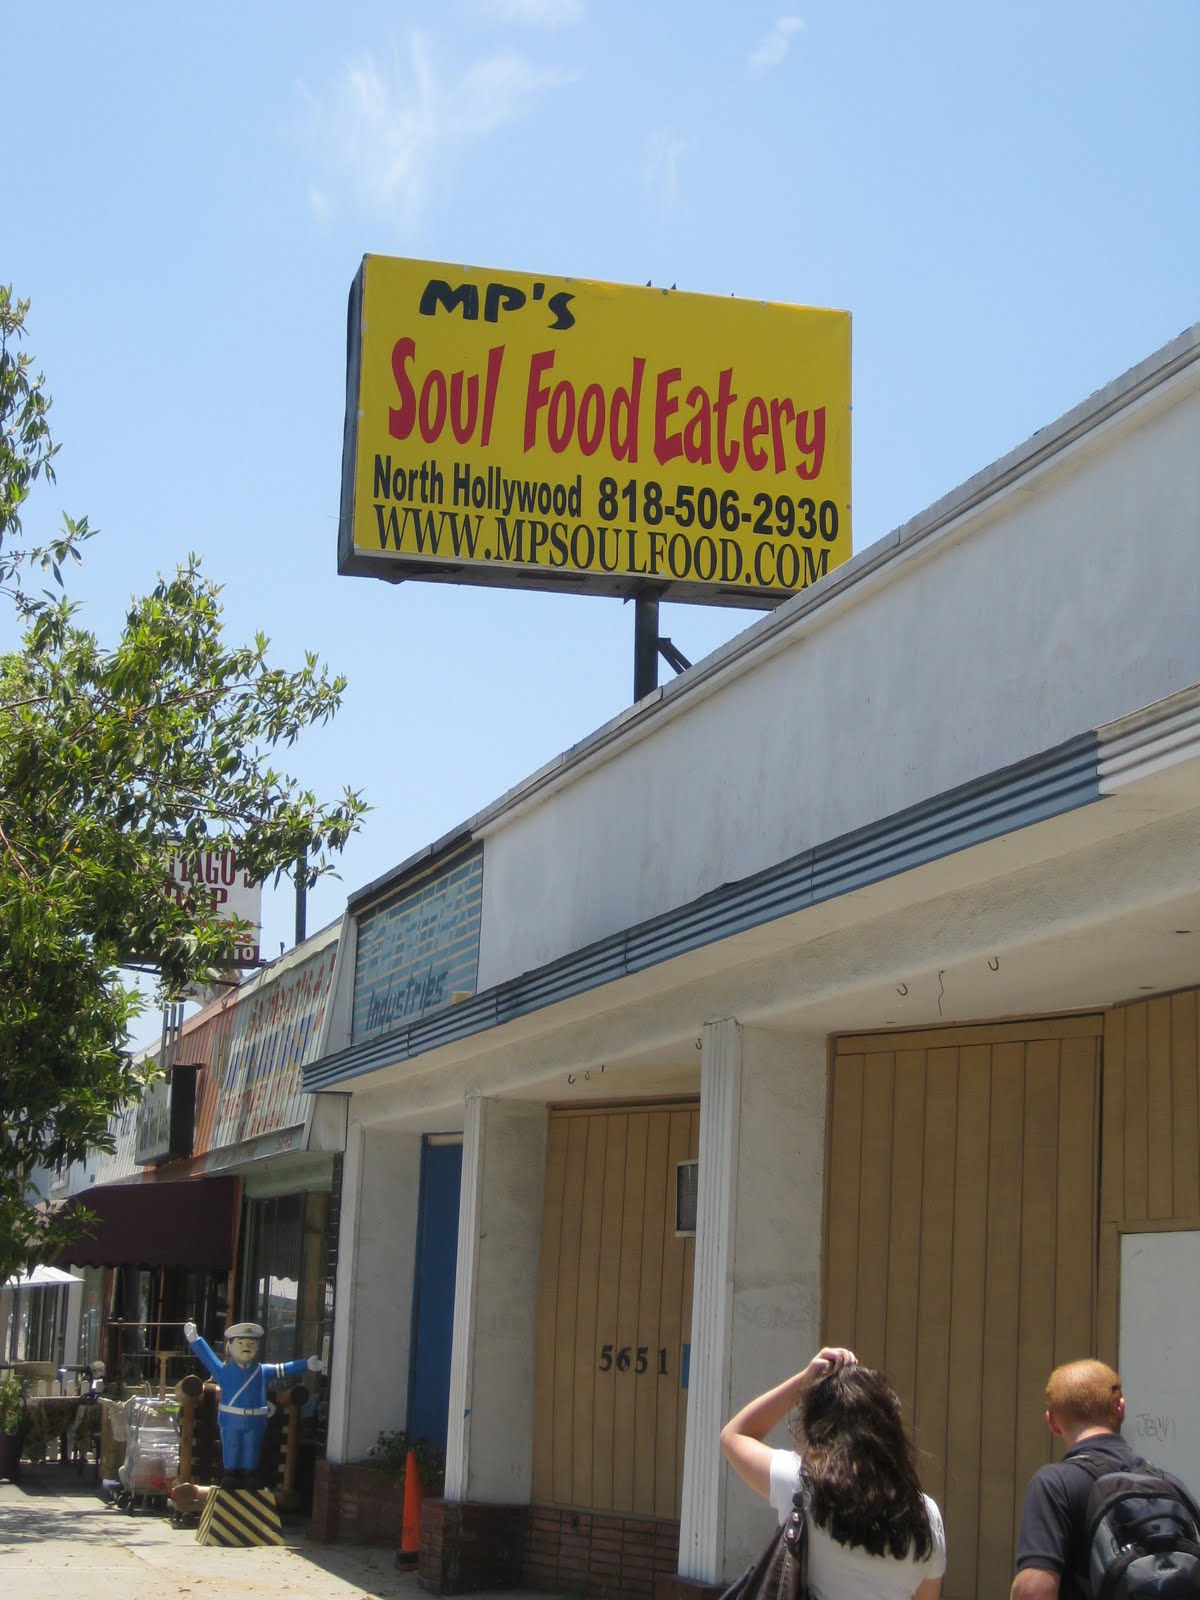 MP'S
Soul Food Eatery
North Hollywood 818-506-2930
WWW.MPSOULFOOD.COM
Industries
5651